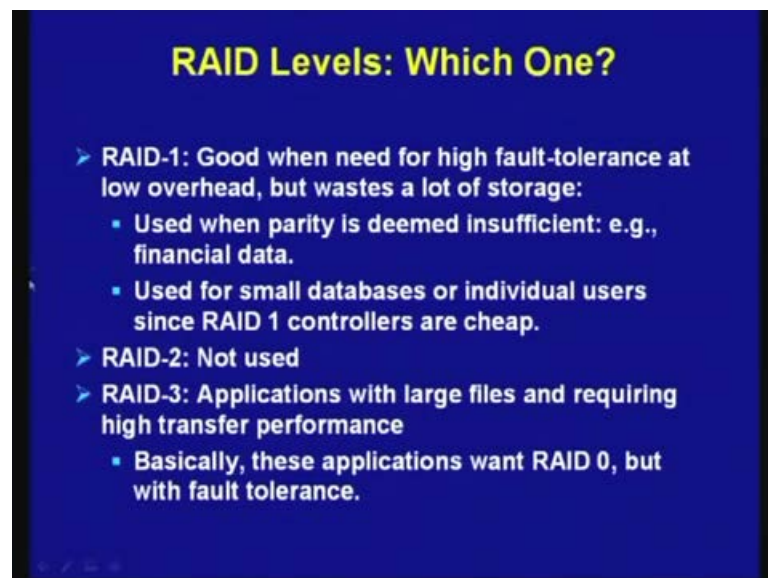 RAID Levels: Which One?
➢ RAID-1: Good when need for high fault-tolerance at
low overhead, but wastes a lot of storage:
▪ Used when parity is deemed insufficient: e.g.,
financial data.
▪ Used for small databases or individual users
since RAID 1 controllers are cheap.
➢ RAID-2: Not used
➢ RAID-3: Applications with large files and requiring
high transfer performance
▪ Basically, these applications want RAID 0, but
with fault tolerance.